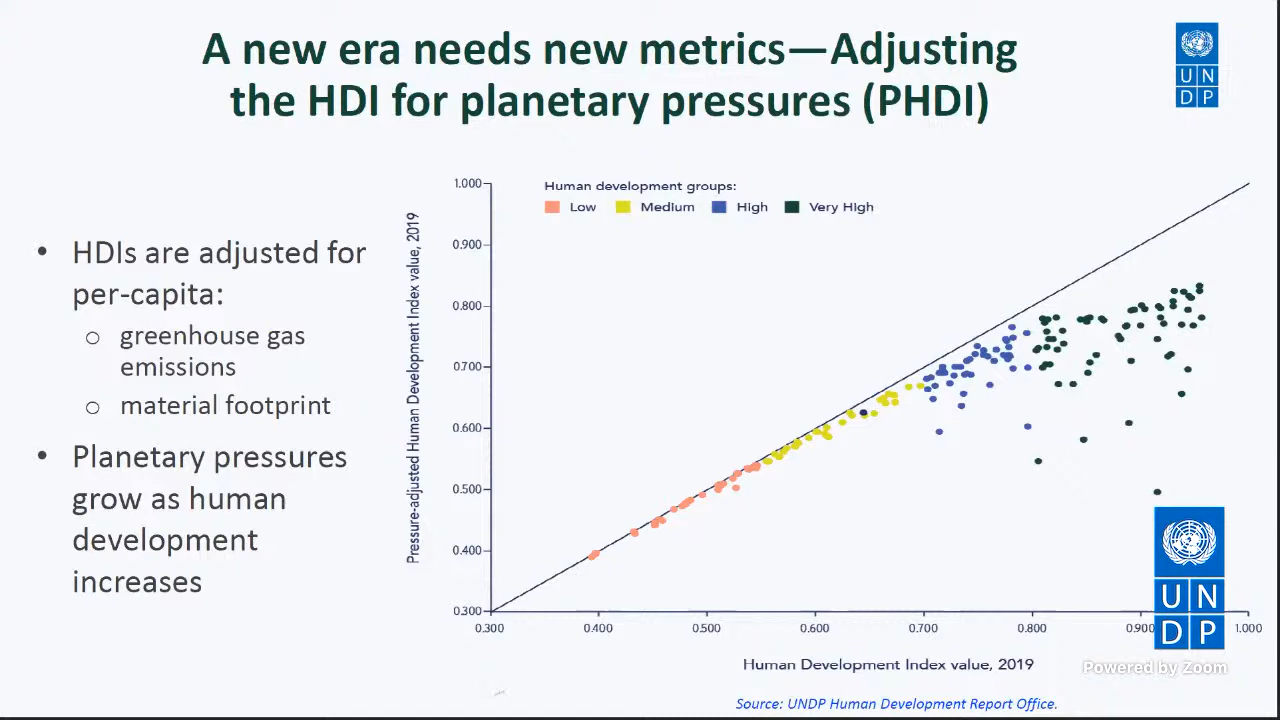 A new era needs new metrics—Adjusting
the HDI for planetary pressures (PHDI)
UN
DP
• HDIs are adjusted for
per-capita:
o greenhouse gas
emissions
o material footprint
• Planetary pressures
grow as human
development
increases
Human development groups:
Low Medium High Very High
Pressure-adjusted Human Development Index value, 2019
1.000
0.900
0.800
0.700
0.600
0.500
0.400
0.300
0.300 0.400 0.500 0.600 0.700 0.800 0.900 1.000
Human Development Index value, 2019
UN
DP
Powered by Zoom
Source: UNDP Human Development Report Office.